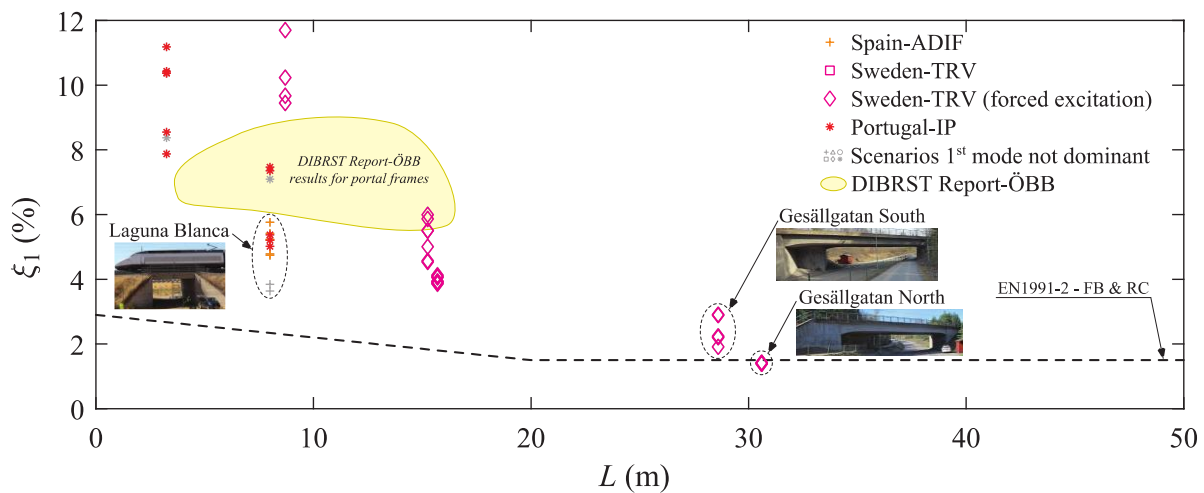 ξ1 (%)
12
10
8
6
4
2
0
0
10
20
30
40
50
L (m)
Spain-ADIF
Sweden-TRV
Sweden-TRV (forced excitation)
Portugal-IP
Scenarios 1st mode not dominant
DIBRST Report-ÖBB
DIBRST Report-ÖBB
results for portal frames
Laguna Blanca
Gesällgatan South
Gesällgatan North
EN1991-2 - FB & RC